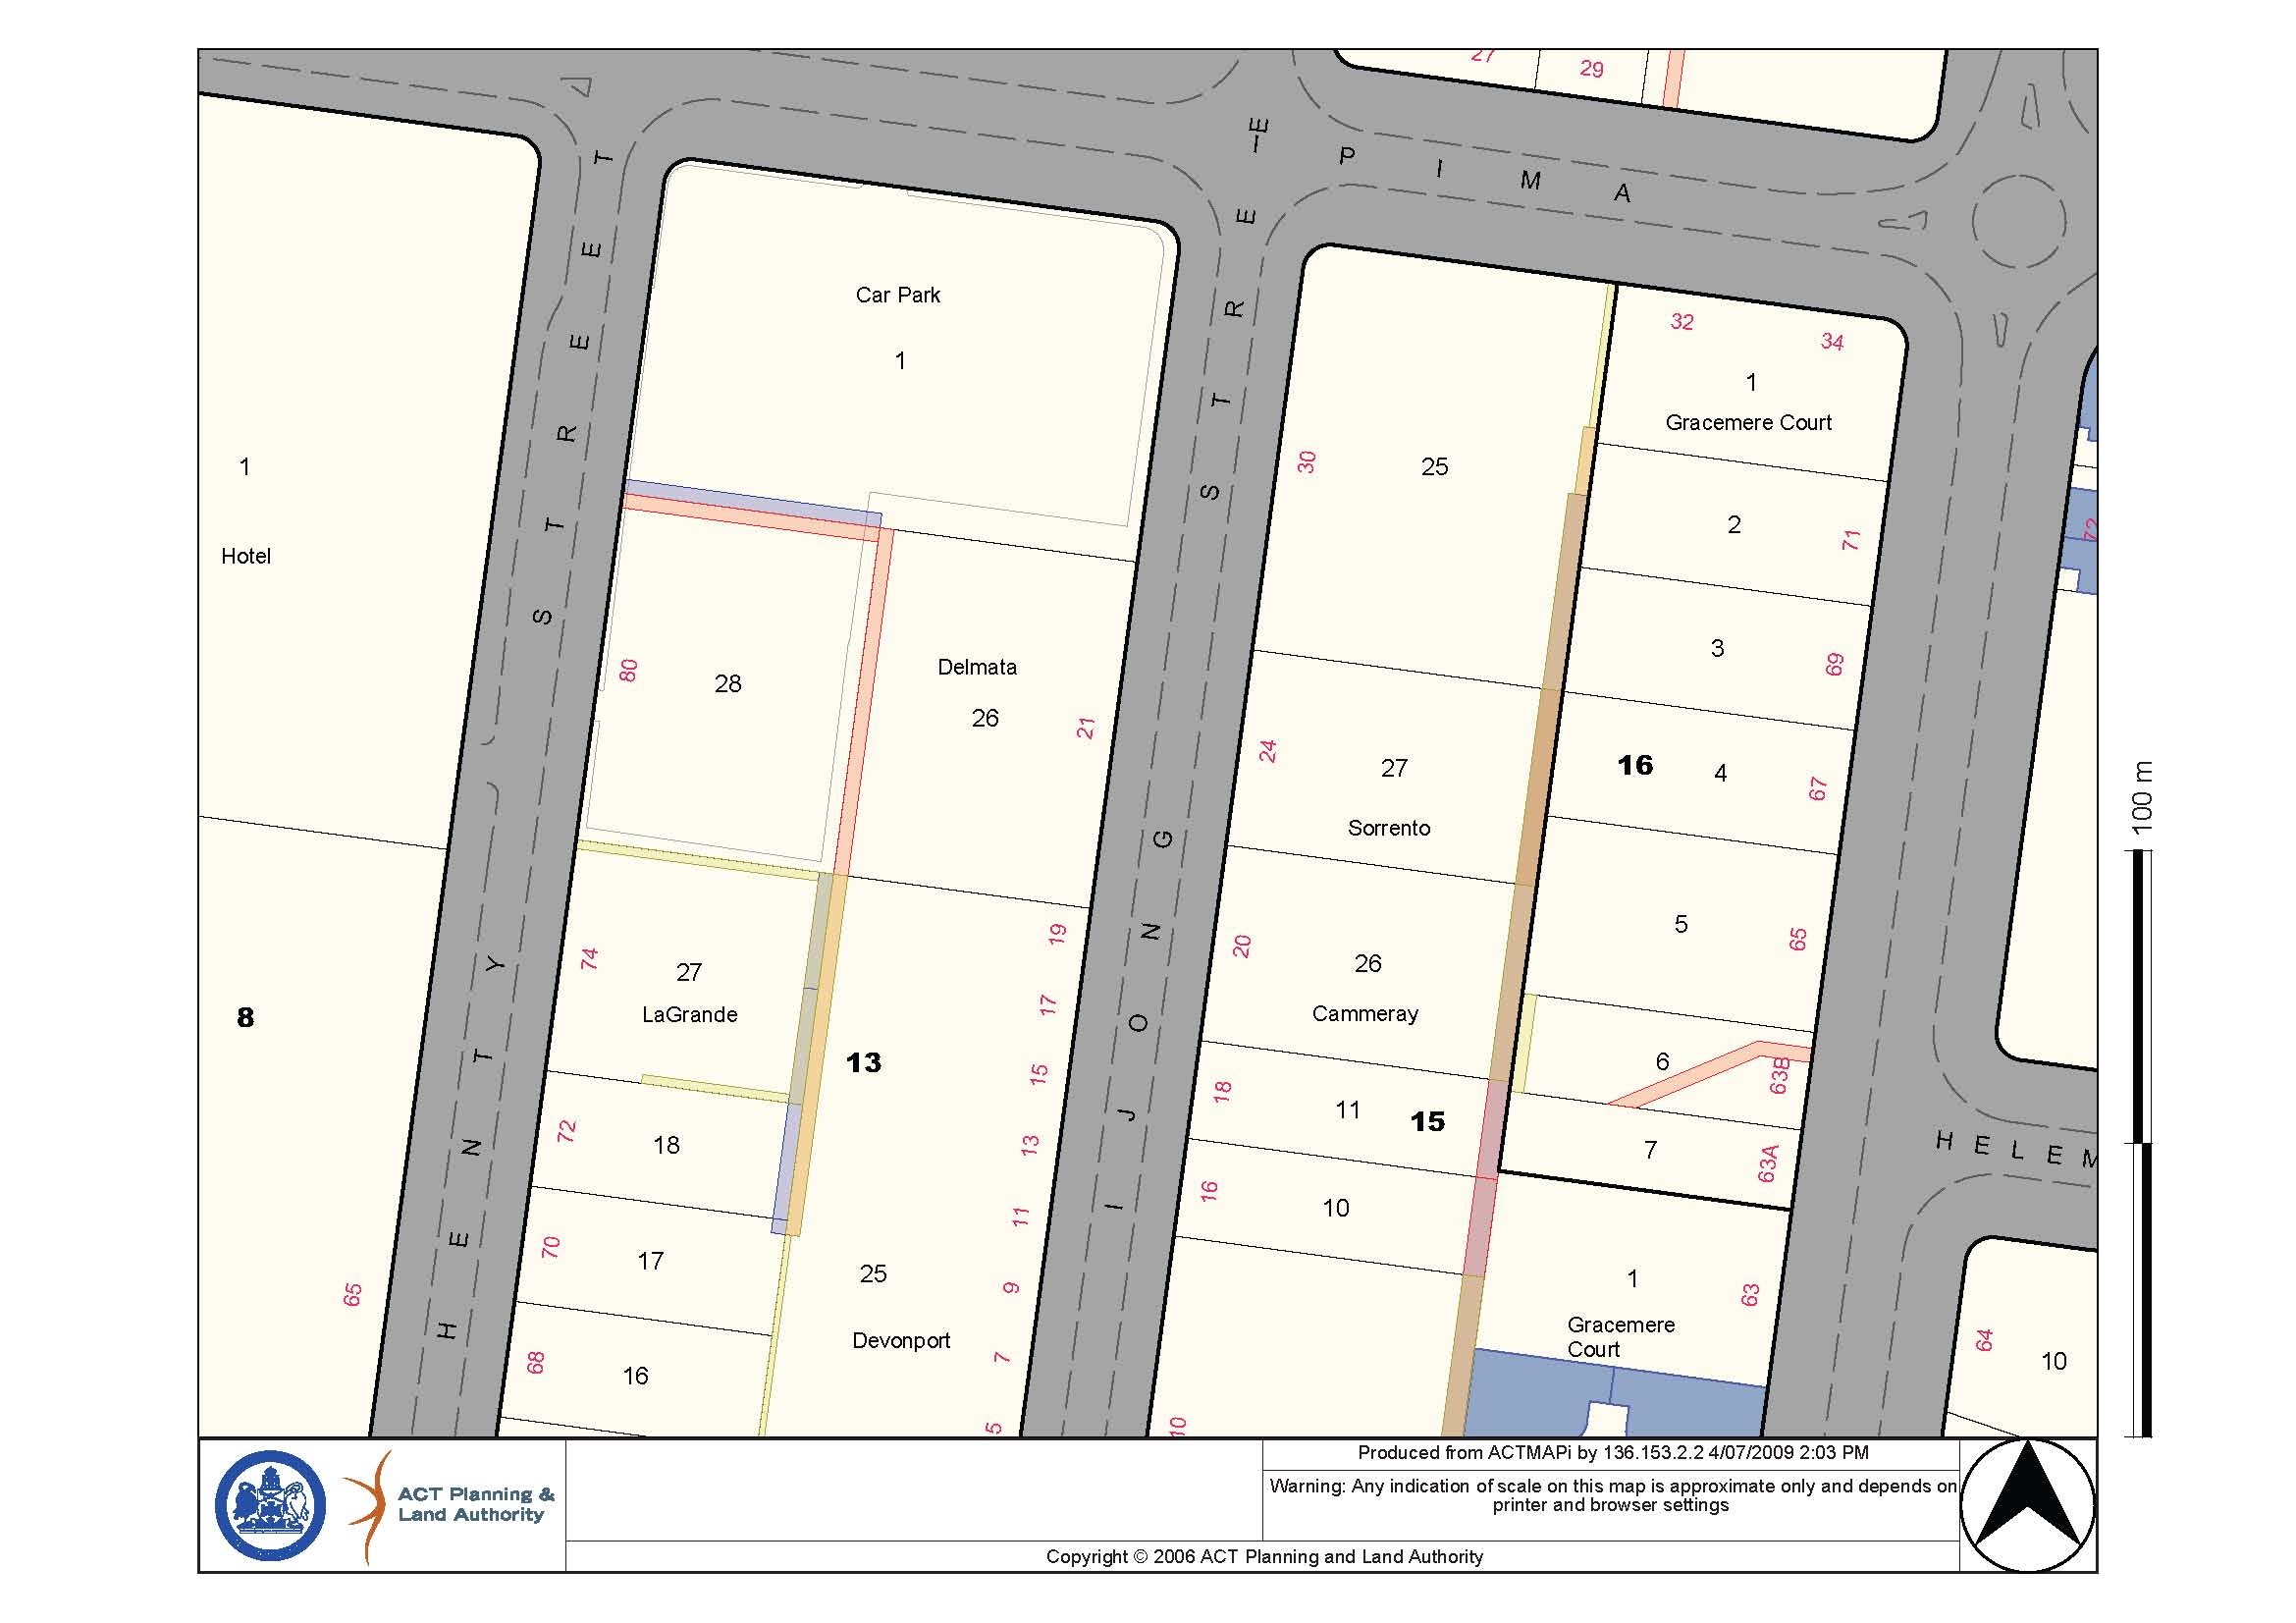 27
29
P I M A
32
34
Car Park
1
1
Gracemere Court
30
25
1
2
71
72
Hotel
3
69
80
28
Delmata
26
21
24
27
16
4
67
Sorrento
100 m
74
27
LaGrande
19
20
26
5
65
Cammeray
8
17
13
15
6
63B
18
11
15
72
18
13
7
63A
H E L E M
16
10
11
70
17
25
9
1
63
65
Gracemere
Court
Devonport
7
68
16
64
10
5
10
H E N T Y S T R E E T
I J O N G S T R E E T
ACT Planning &
Land Authority
Produced from ACTMAPi by 136.153.2.2 4/07/2009 2:03 PM
Warning: Any indication of scale on this map is approximate only and depends on
printer and browser settings
Copyright © 2006 ACT Planning and Land Authority